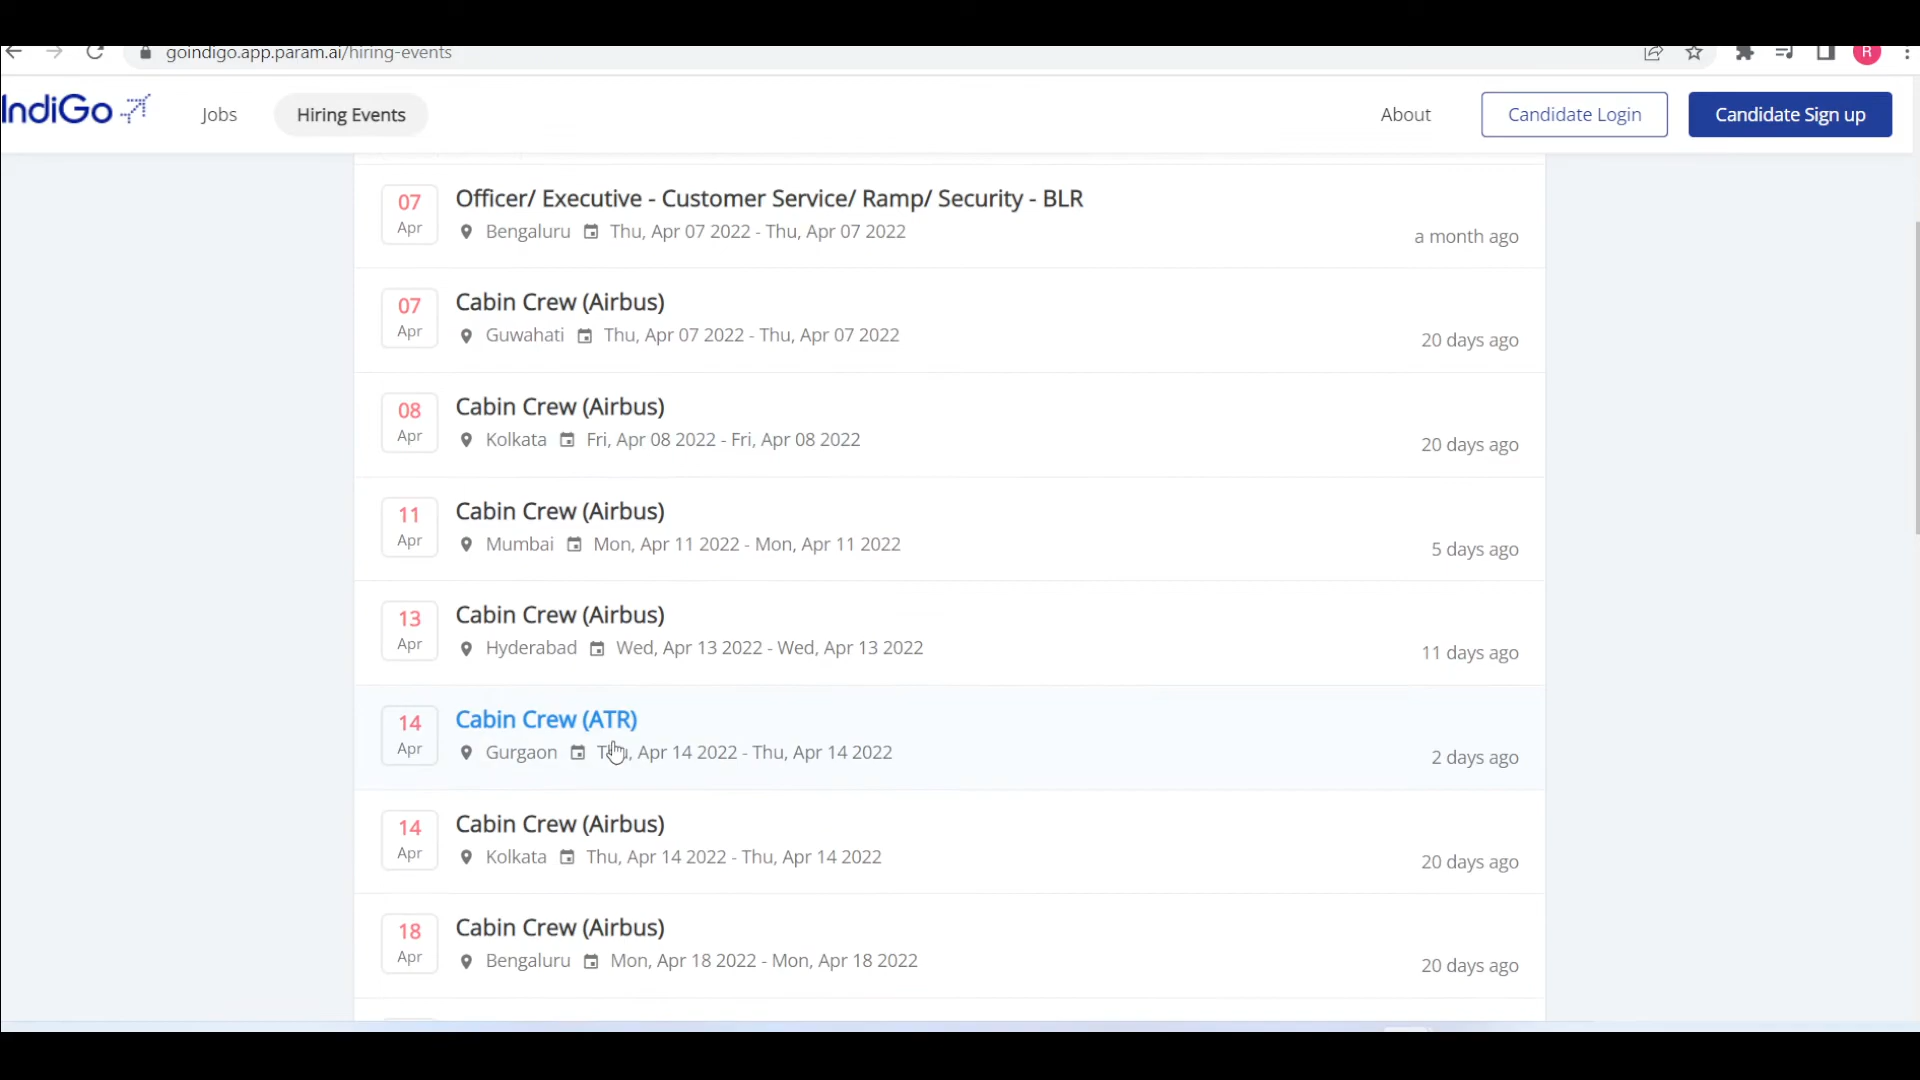 goindigo.app.param.ai/hiring-events
R
IndiGo
Jobs
Hiring Events
About
Candidate Login
Candidate Sign up
07
Apr
Officer/ Executive - Customer Service/ Ramp/ Security - BLR
Bengaluru Thu, Apr 07 2022 - Thu, Apr 07 2022
a month ago
07
Apr
Cabin Crew (Airbus)
Guwahati Thu, Apr 07 2022 - Thu, Apr 07 2022
20 days ago
08
Apr
Cabin Crew (Airbus)
Kolkata Fri, Apr 08 2022 - Fri, Apr 08 2022
20 days ago
11
Apr
Cabin Crew (Airbus)
Mumbai Mon, Apr 11 2022 - Mon, Apr 11 2022
5 days ago
13
Apr
Cabin Crew (Airbus)
Hyderabad Wed, Apr 13 2022 - Wed, Apr 13 2022
11 days ago
14
Apr
Cabin Crew (ATR)
Gurgaon Thu, Apr 14 2022 - Thu, Apr 14 2022
2 days ago
14
Apr
Cabin Crew (Airbus)
Kolkata Thu, Apr 14 2022 - Thu, Apr 14 2022
20 days ago
18
Apr
Cabin Crew (Airbus)
Bengaluru Mon, Apr 18 2022 - Mon, Apr 18 2022
20 days ago